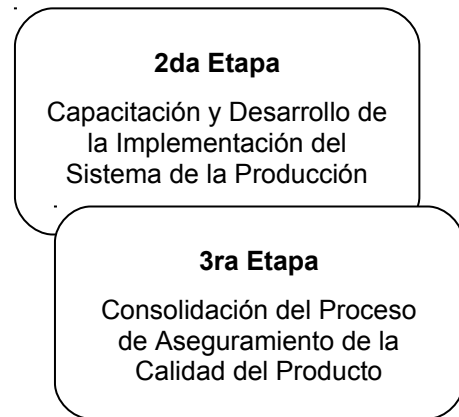 2da Etapa
Capacitación y Desarrollo de
la Implementación del
Sistema de la Producción
3ra Etapa
Consolidación del Proceso
de Aseguramiento de la
Calidad del Producto